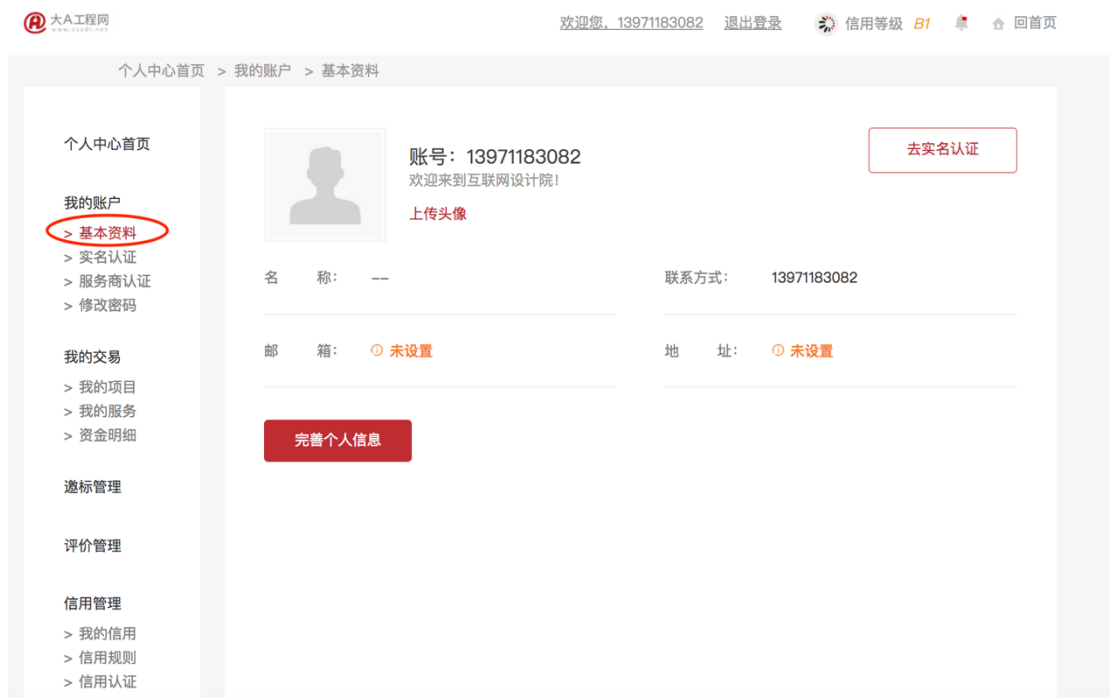 大A工程网
www.csadi.net
欢迎您，13971183082 退出登录 信用等级 B1 回首页
个人中心首页 > 我的账户 > 基本资料
个人中心首页
我的账户
> 基本资料
> 实名认证
> 服务商认证
> 修改密码
我的交易
> 我的项目
> 我的服务
> 资金明细
邀标管理
评价管理
信用管理
> 我的信用
> 信用规则
> 信用认证
账号：13971183082
欢迎来到互联网设计院！
上传头像
去实名认证
名 称： --
联系方式： 13971183082
邮 箱： 未设置
地 址： 未设置
完善个人信息